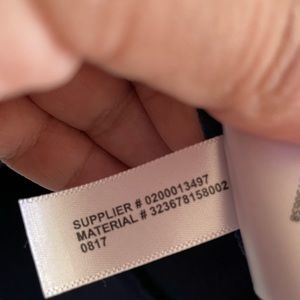 SUPPLIER # 0200013497
MATERIAL # 323678158002
0817